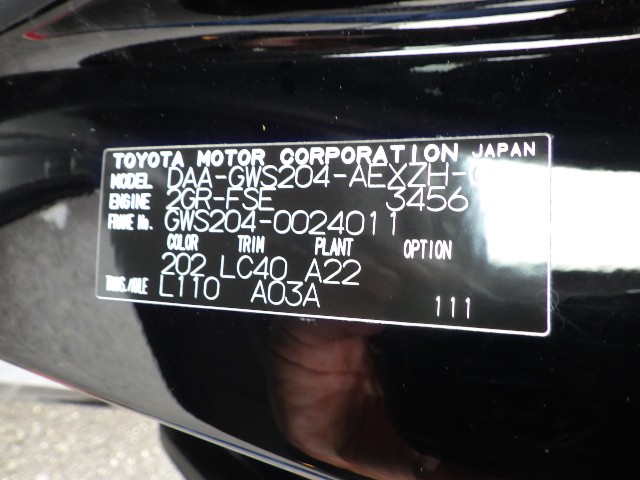 TOYOTA MOTOR CORPORATION JAPAN
MODEL DAA-GWS204-AEXZH-
ENGINE 2GR-FSE 3456
FRAME No. GWS204-0024011
COLOR TRIM PLANT OPTION
202 LC40 A22
TRNS./AXLE L110 A03A
111